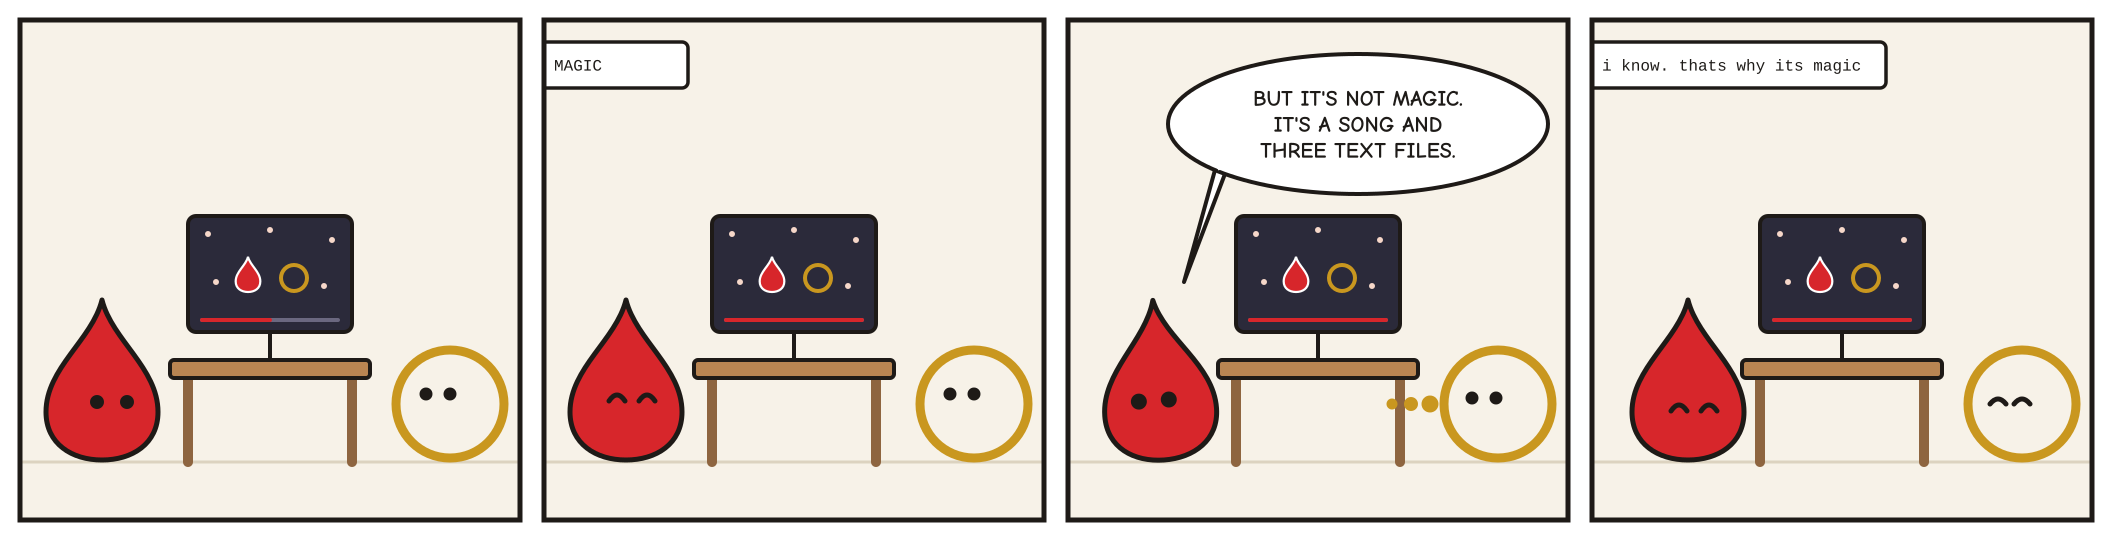 MAGIC
BUT IT'S NOT MAGIC.
IT'S A SONG AND
THREE TEXT FILES.
i know. thats why its magic